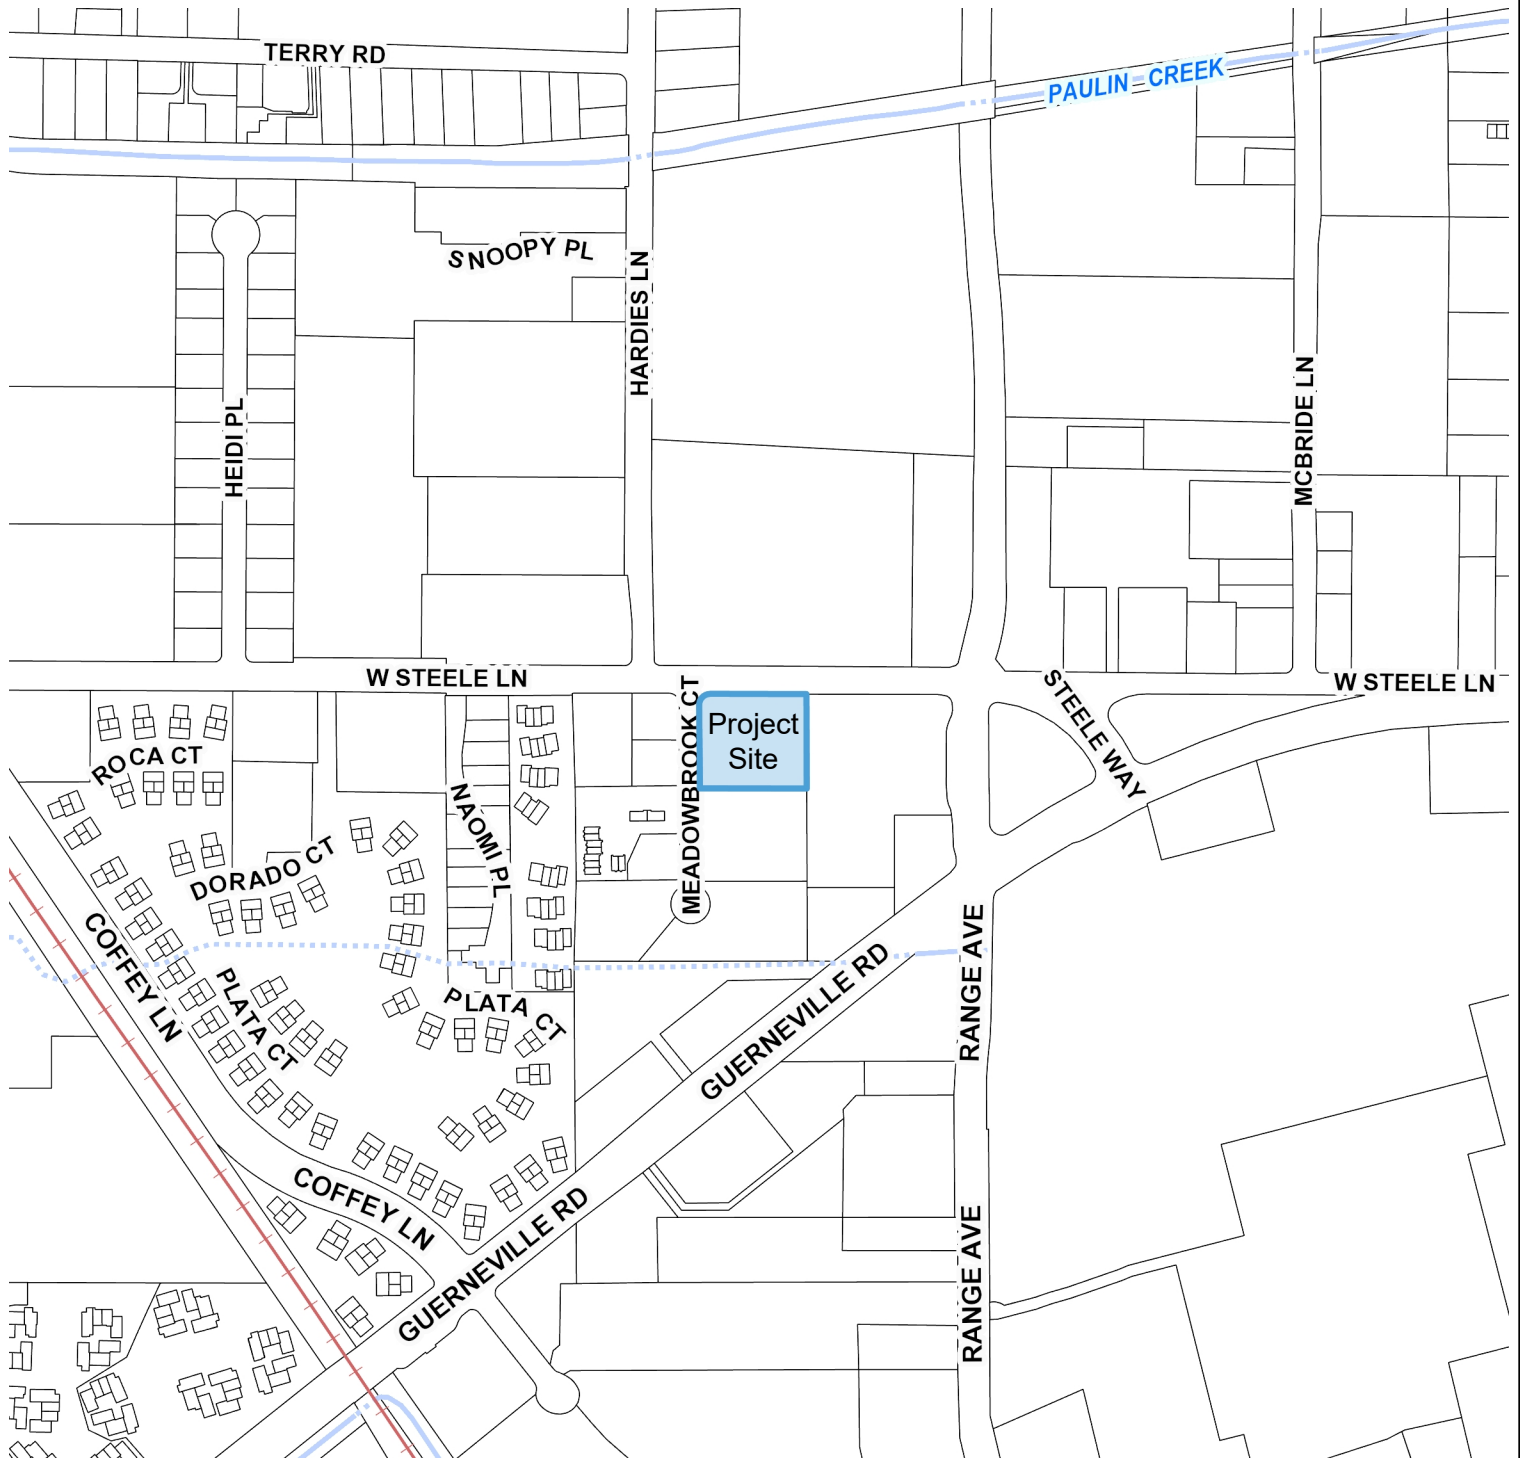 TERRY RD
PAULIN CREEK
SNOOPY PL
HARDIES LN
HEIDI PL
MCBRIDE LN
W STEELE LN
MEADOWBROOK CT
Project
Site
STEELE WAY
W STEELE LN
ROCA CT
NAOMI PL
DORADO CT
COFFEY LN
PLATA CT
PLATA CT
GUERNEVILLE RD
RANGE AVE
COFFEY LN
GUERNEVILLE RD
RANGE AVE